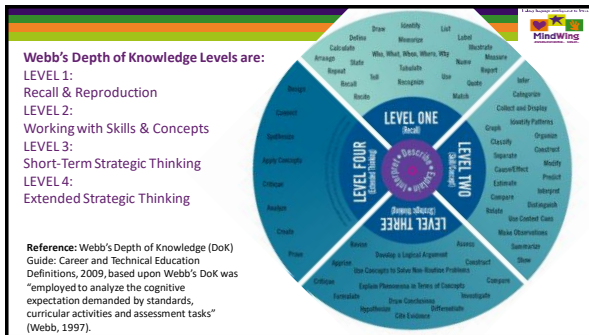 MindWing
Webb's Depth of Knowledge Levels are:
LEVEL 1:
Recall & Reproduction
LEVEL 2:
Working with Skills & Concepts
LEVEL 3:
Short-Term Strategic Thinking
LEVEL 4:
Extended Strategic Thinking
Reference: Webb's Depth of Knowledge (DoK)
Guide: Career and Technical Education
Definitions, 2009, based upon Webb's DoK was
"employed to analyze the cognitive
expectation demanded by standards,
curricular activities and assessment tasks"
(Webb, 1997).
LEVEL ONE
(Recall)
Draw
Identify
List
Define
Memorize
Label
Calculate
Illustrate
Who, What, When, Where, Why
Arrange
State
Name
Measure
Tabulate
Report
Repeat
Tell
Use
Quote
Recall
Recognize
Recite
Match
LEVEL TWO
(Skill/Concept)
Infer
Categorize
Collect and Display
Identify Patterns
Graph
Organize
Classify
Construct
Separate
Modify
Cause/Effect
Predict
Estimate
Interpret
Compare
Distinguish
Relate
Use Context Cues
Make Observations
Summarize
Show
LEVEL THREE
(Strategic Thinking)
Revise
Assess
Develop a Logical Argument
Apprise
Construct
Use Concepts to Solve Non-Routine Problems
Compare
Critique
Explain Phenomena in Terms of Concepts
Formulate
Investigate
Draw Conclusions
Hypothesize
Differentiate
Cite Evidence
LEVEL FOUR
(Extended Thinking)
Design
Connect
Synthesize
Apply Concepts
Critique
Analyze
Create
Prove
Describe
Explain
Interpret